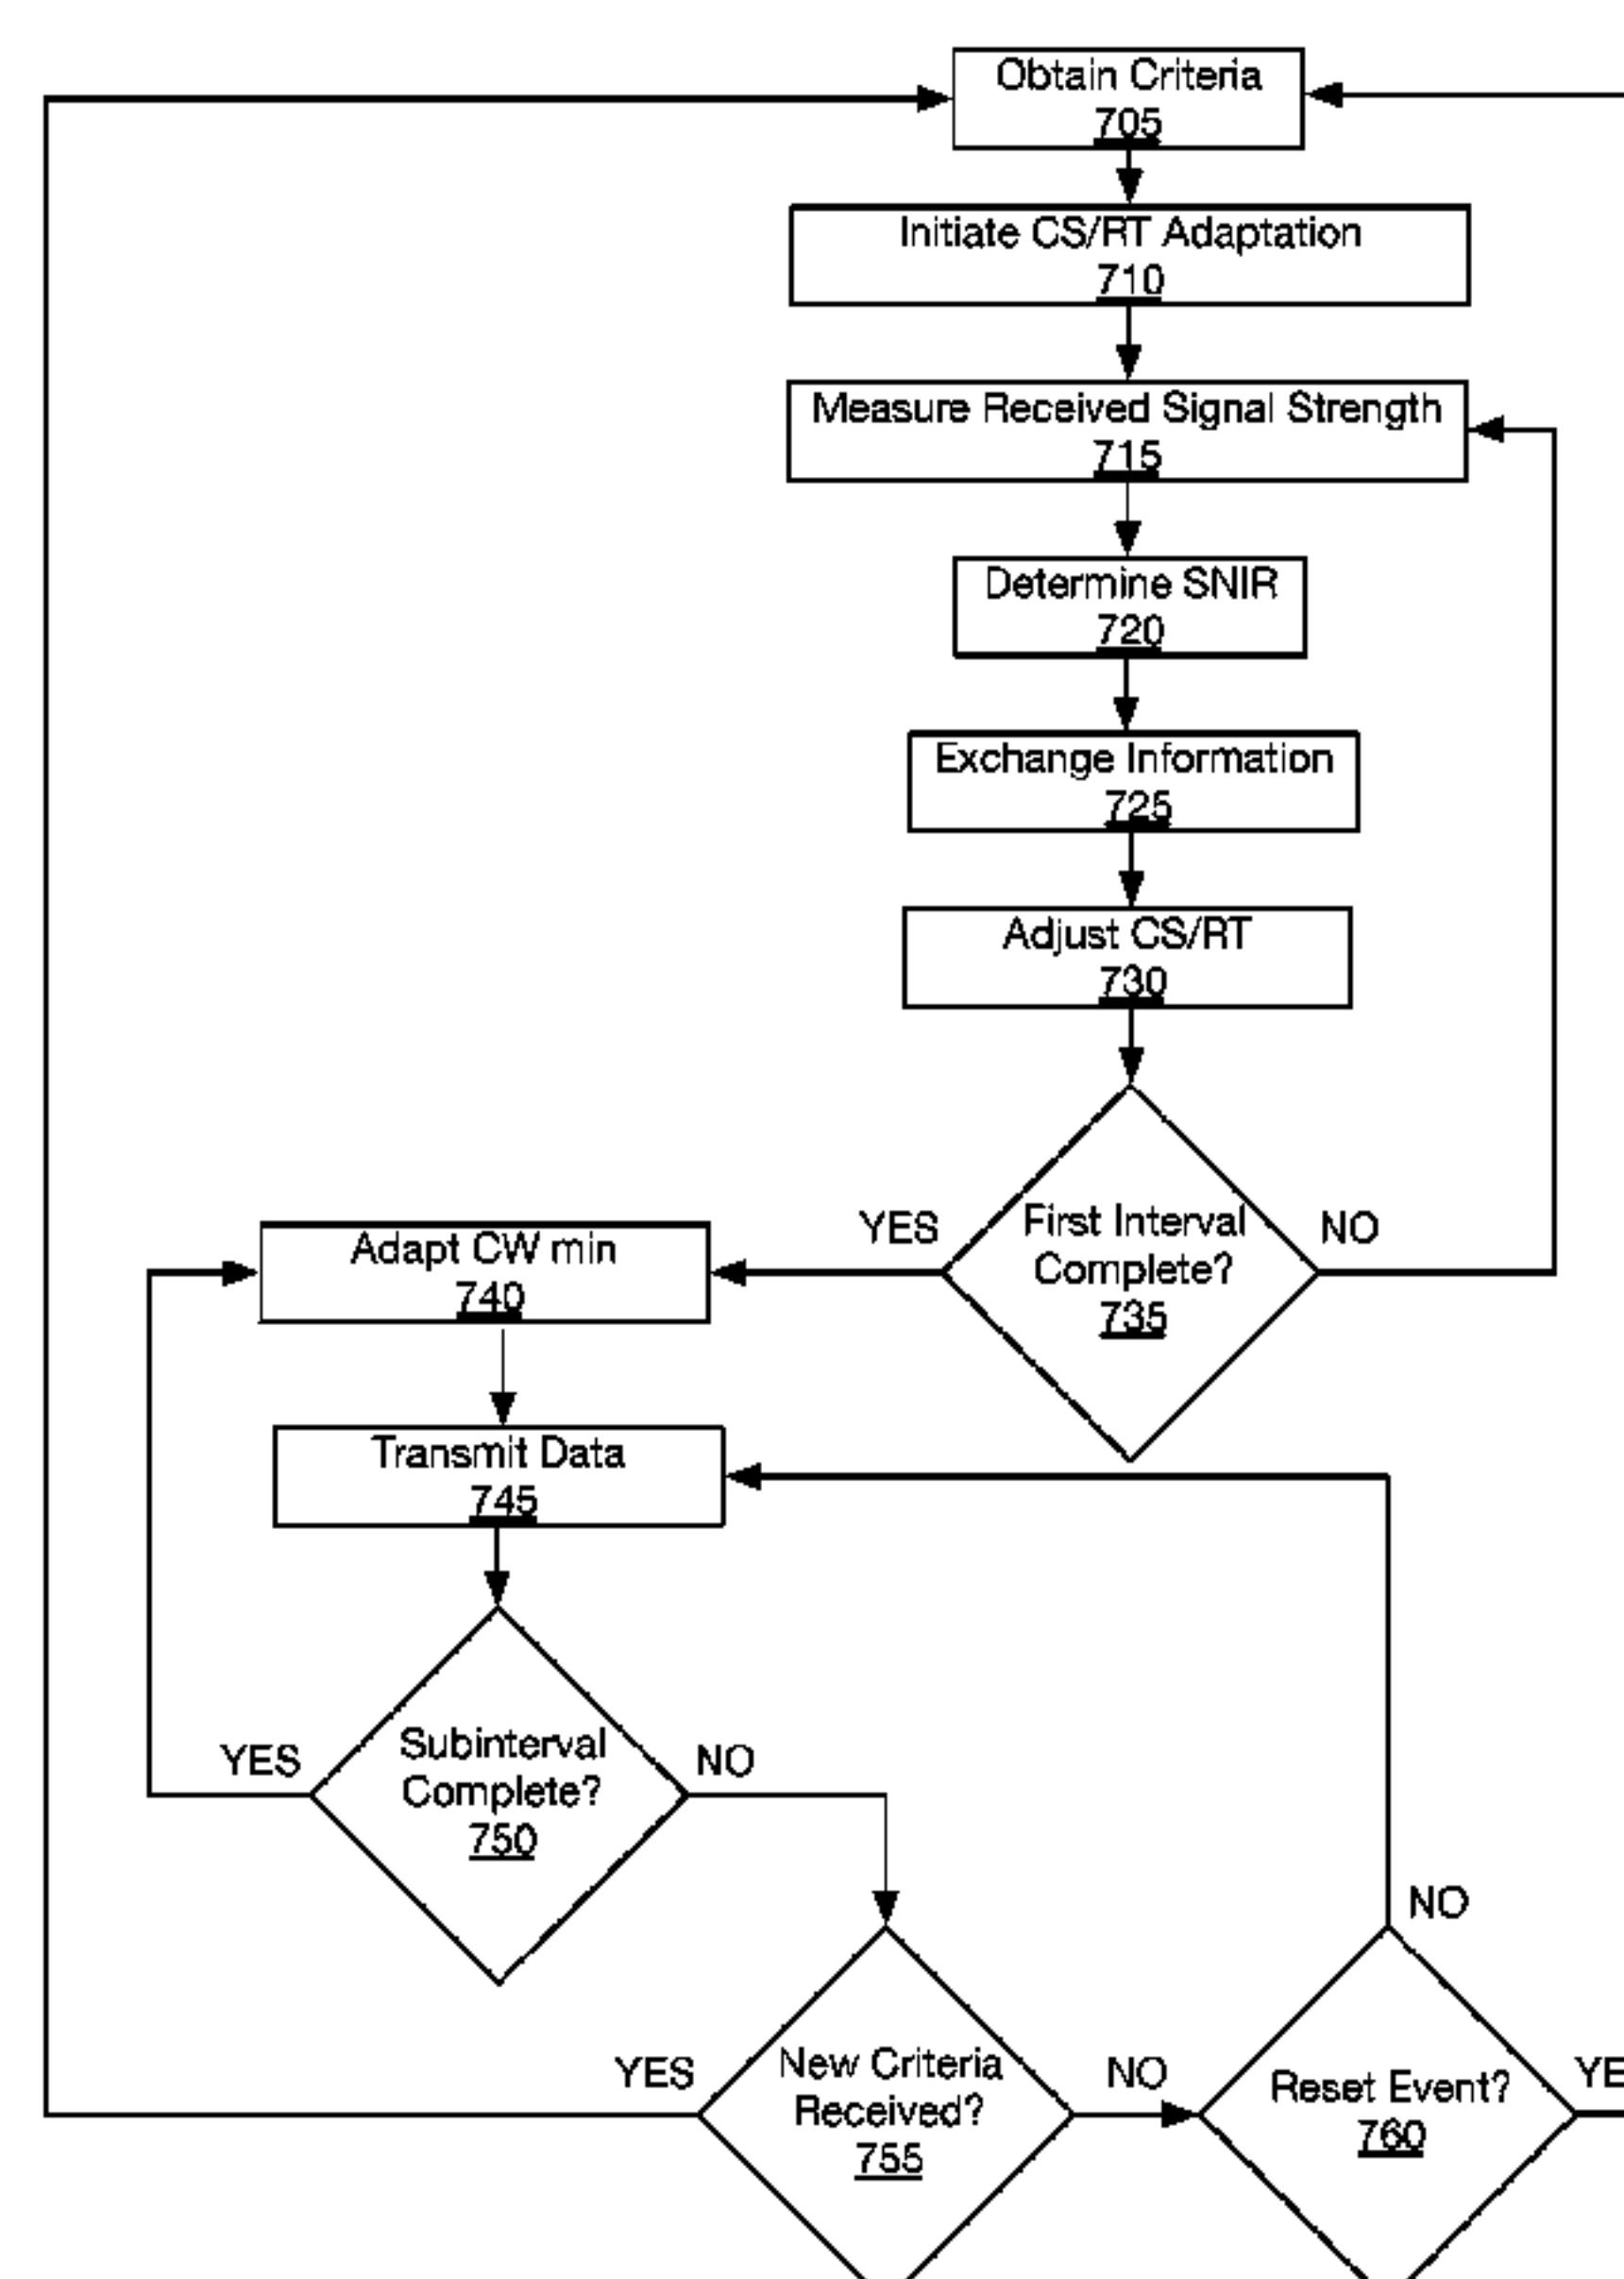 Obtain Criteria
705
Initiate CS/RT Adaptation
710
Measure Received Signal Strength
715
Determine SNIR
720
Exchange Information
725
Adjust CS/RT
730
First Interval
Complete?
735
YES
NO
Adapt CW min
740
Transmit Data
745
Subinterval
Complete?
750
YES
NO
New Criteria
Received?
755
YES
NO
Reset Event?
760
NO
YE